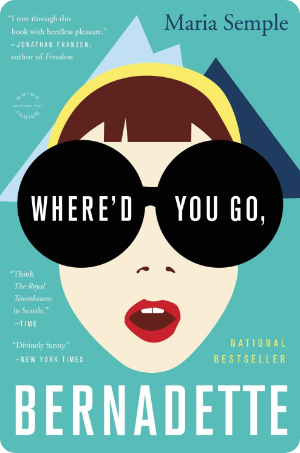 "I tore through this
book with heedless pleasure."
—JONATHAN FRANZEN,
author of Freedom
Maria Semple
WHERE'D YOU GO,
"Think
The Royal
Tenenbaums
in Seattle."
—TIME
"Divinely funny."
—NEW YORK TIMES
NATIONAL
BESTSELLER
BERNADETTE